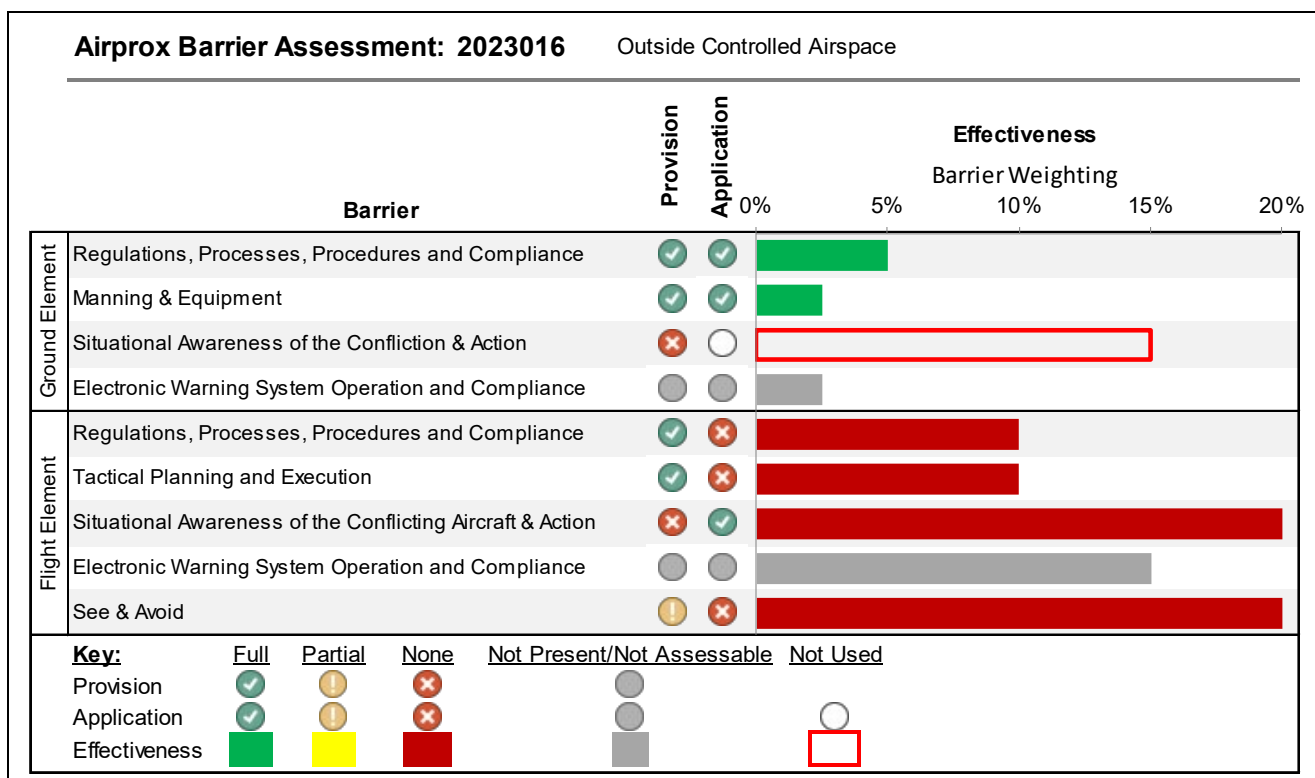 Airprox Barrier Assessment: 2023016 Outside Controlled Airspace
Provision
Application
Effectiveness
Barrier Weighting
Barrier
0% 5% 10% 15% 20%
Ground Element
Regulations, Processes, Procedures and Compliance
Manning & Equipment
Situational Awareness of the Confliction & Action
Electronic Warning System Operation and Compliance
Flight Element
Regulations, Processes, Procedures and Compliance
Tactical Planning and Execution
Situational Awareness of the Conflicting Aircraft & Action
Electronic Warning System Operation and Compliance
See & Avoid
Key: Full Partial None Not Present/Not Assessable Not Used
Provision
Application
Effectiveness